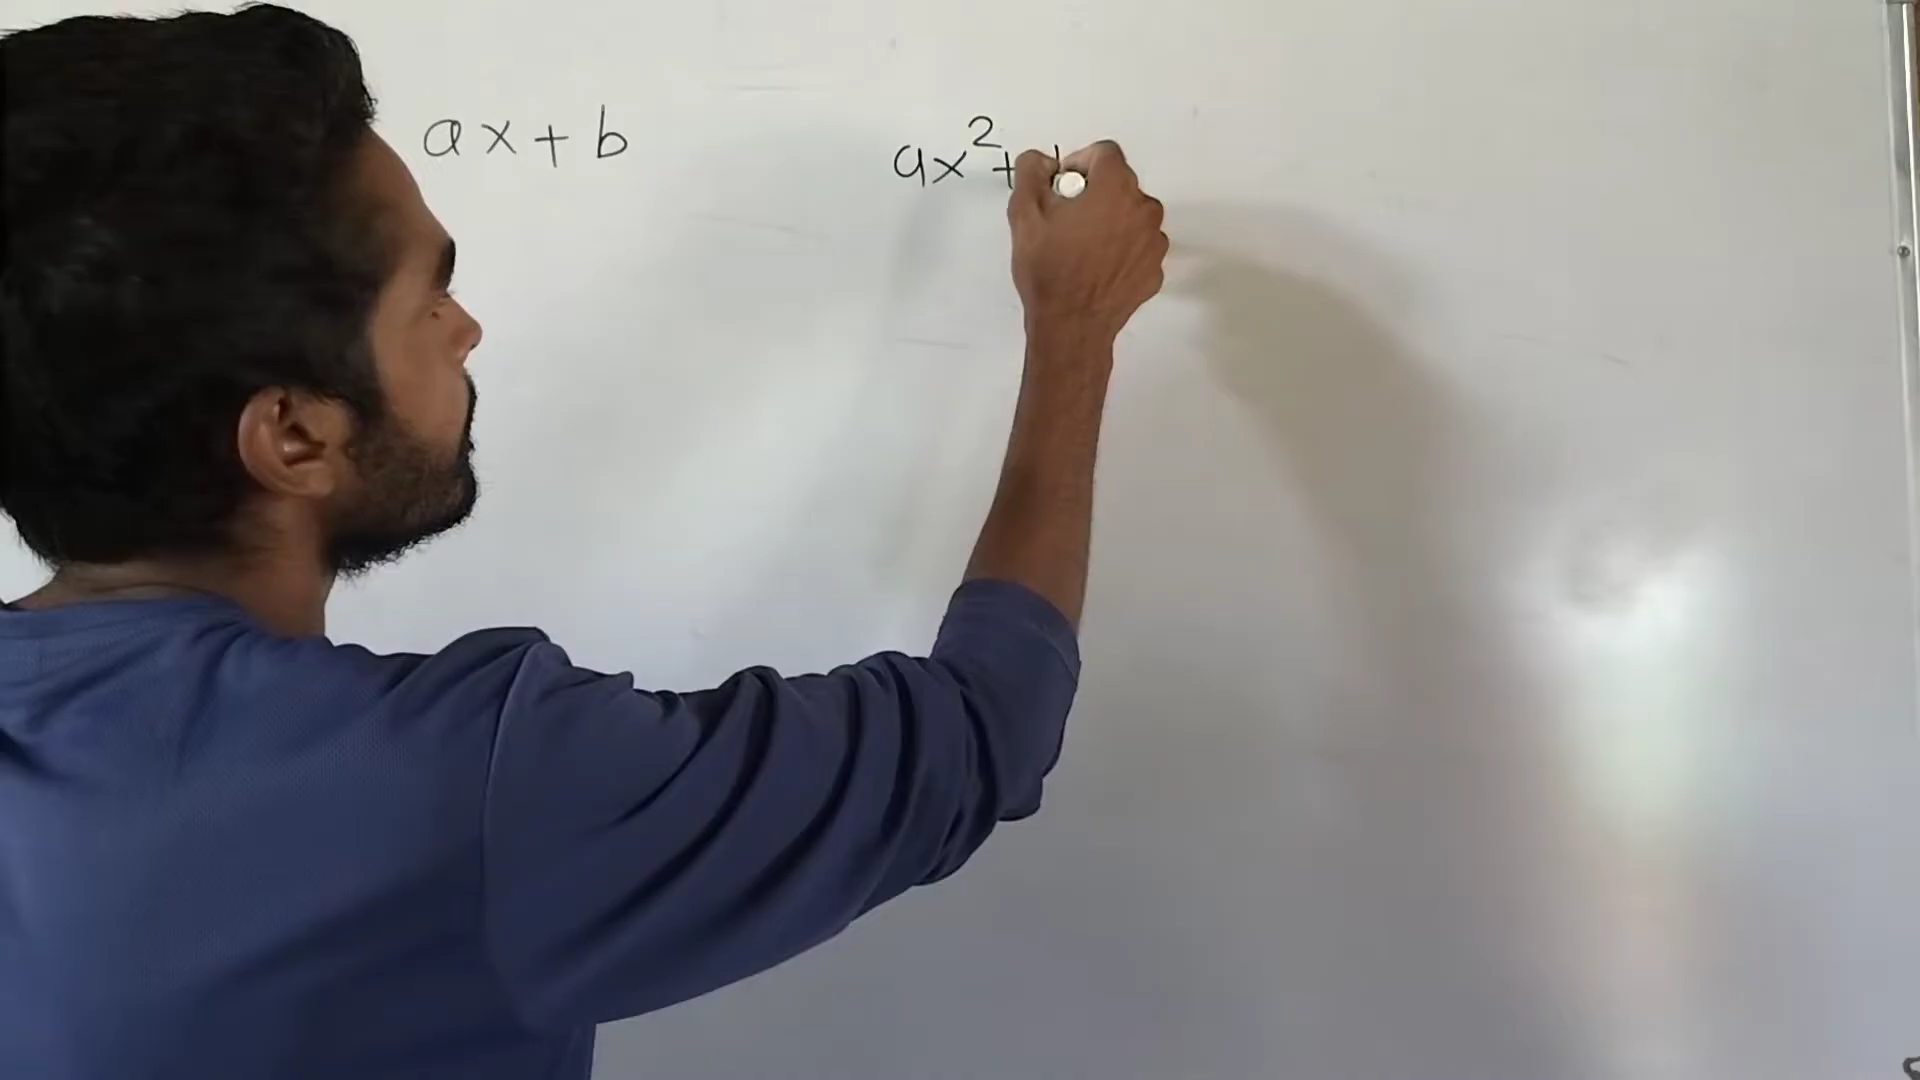 ax + b
ax² +